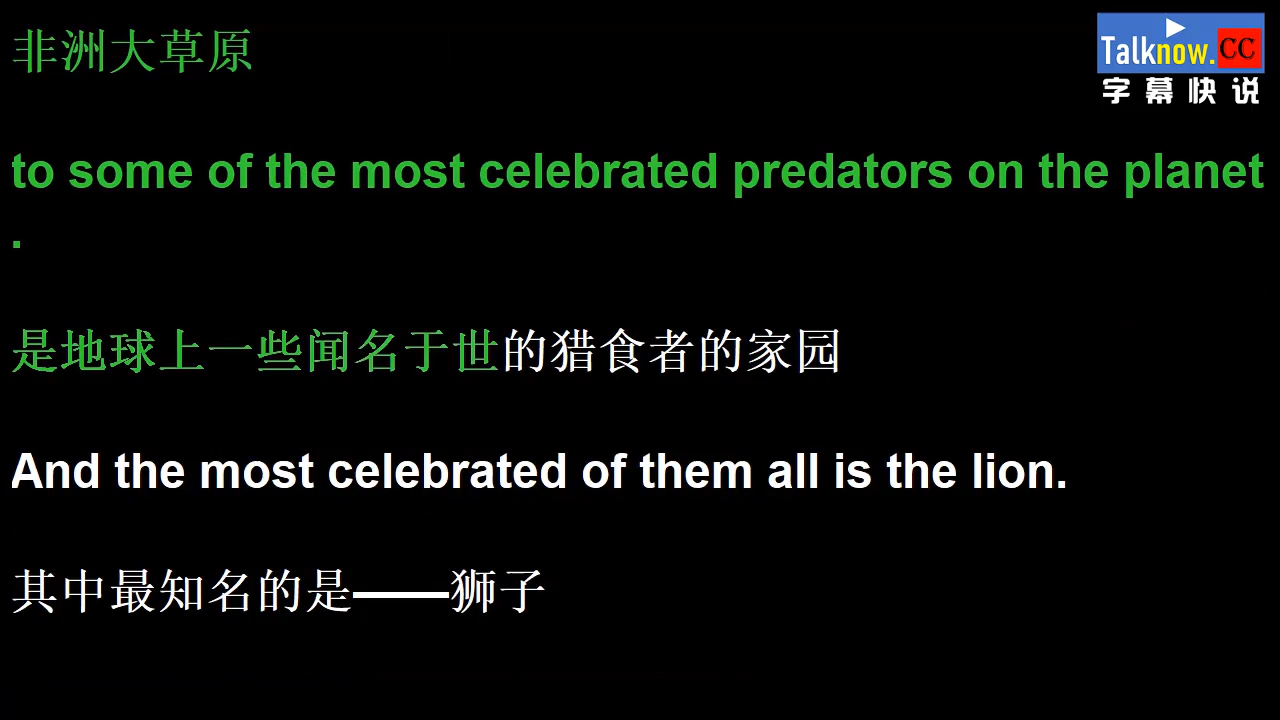 非洲大草原
Talknow.CC
字幕快说
to some of the most celebrated predators on the planet
.
是地球上一些闻名于世的猎食者的家园
And the most celebrated of them all is the lion.
其中最知名的是——狮子